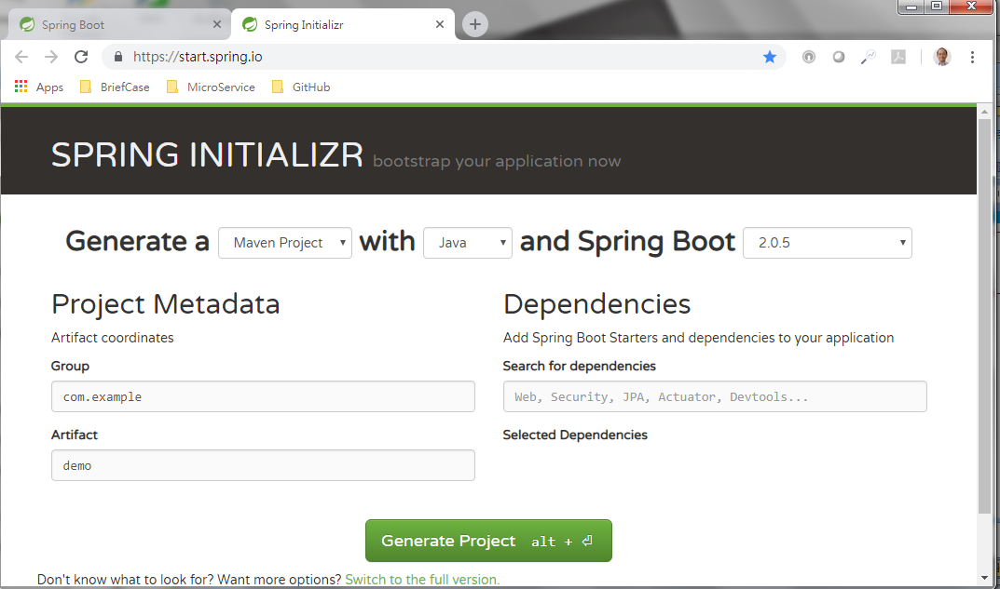 Spring Boot
Spring Initializr
https://start.spring.io
Apps BriefCase MicroService GitHub
SPRING INITIALIZR bootstrap your application now
Generate a Maven Project with Java and Spring Boot 2.0.5
Project Metadata
Artifact coordinates
Group
com.example
Artifact
demo
Dependencies
Add Spring Boot Starters and dependencies to your application
Search for dependencies
Web, Security, JPA, Actuator, Devtools...
Selected Dependencies
Generate Project alt + ⏎
Don't know what to look for? Want more options? Switch to the full version.